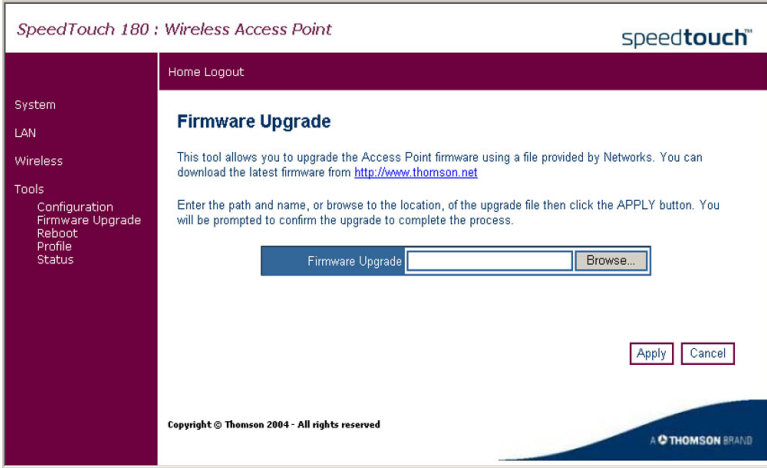 SpeedTouch 180 : Wireless Access Point
speedtouch™
Home Logout
System
LAN
Wireless
Tools
Configuration
Firmware Upgrade
Reboot
Profile
Status
Firmware Upgrade
This tool allows you to upgrade the Access Point firmware using a file provided by Networks. You can
download the latest firmware from http://www.thomson.net
Enter the path and name, or browse to the location, of the upgrade file then click the APPLY button. You
will be prompted to confirm the upgrade to complete the process.
Firmware Upgrade Browse...
Apply Cancel
Copyright © Thomson 2004 - All rights reserved
A THOMSON BRAND